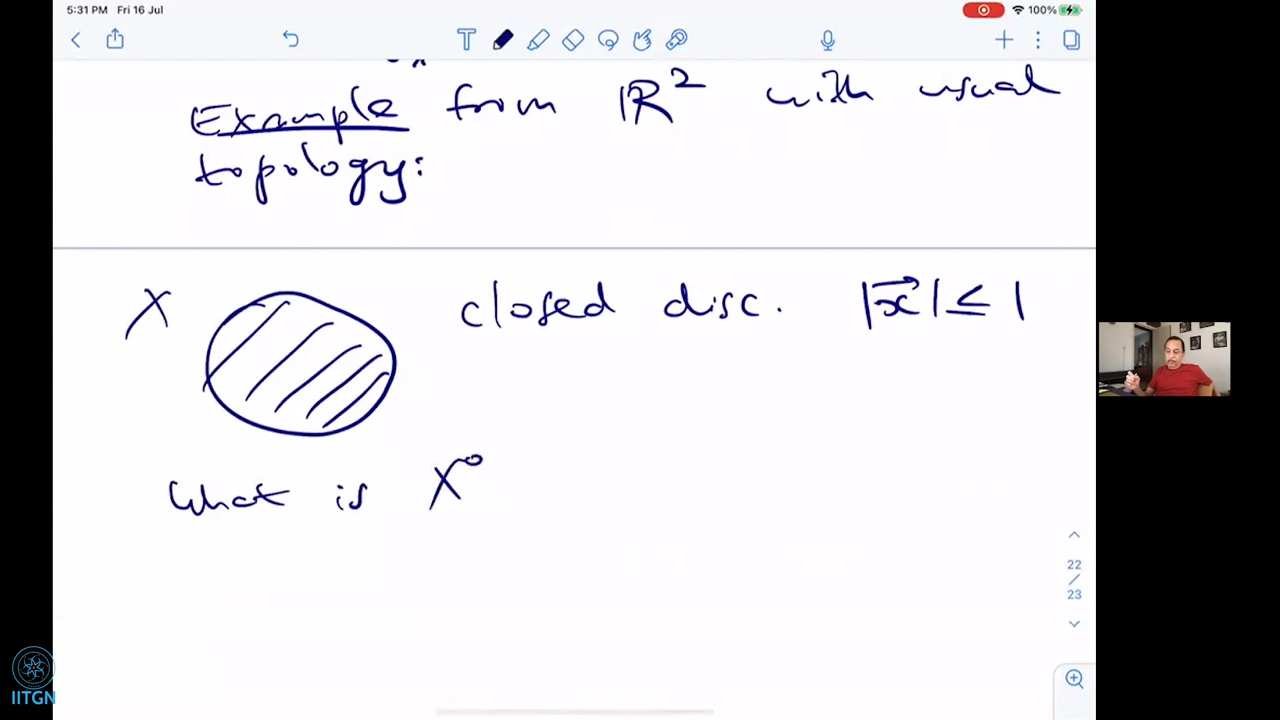 5:31 PM Fri 16 Jul
100%
Example from ℝ² with usual
topology:
X closed disc. |x⃗| ≤ 1
What is X°
22
23
IITGN